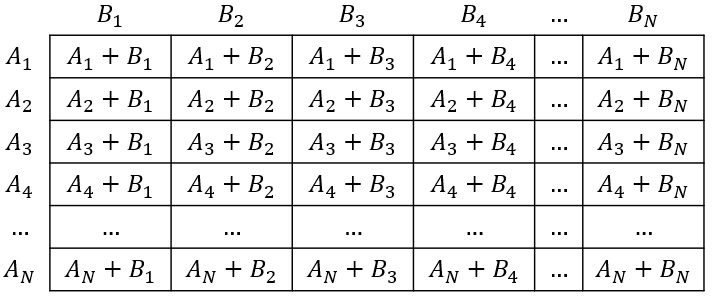 B₁ B₂ B₃ B₄ ... B_N
A₁ A₁ + B₁ A₁ + B₂ A₁ + B₃ A₁ + B₄ ... A₁ + B_N
A₂ A₂ + B₁ A₂ + B₂ A₂ + B₃ A₂ + B₄ ... A₂ + B_N
A₃ A₃ + B₁ A₃ + B₂ A₃ + B₃ A₃ + B₄ ... A₃ + B_N
A₄ A₄ + B₁ A₄ + B₂ A₄ + B₃ A₄ + B₄ ... A₄ + B_N
... ... ... ... ... ... ...
A_N A_N + B₁ A_N + B₂ A_N + B₃ A_N + B₄ ... A_N + B_N